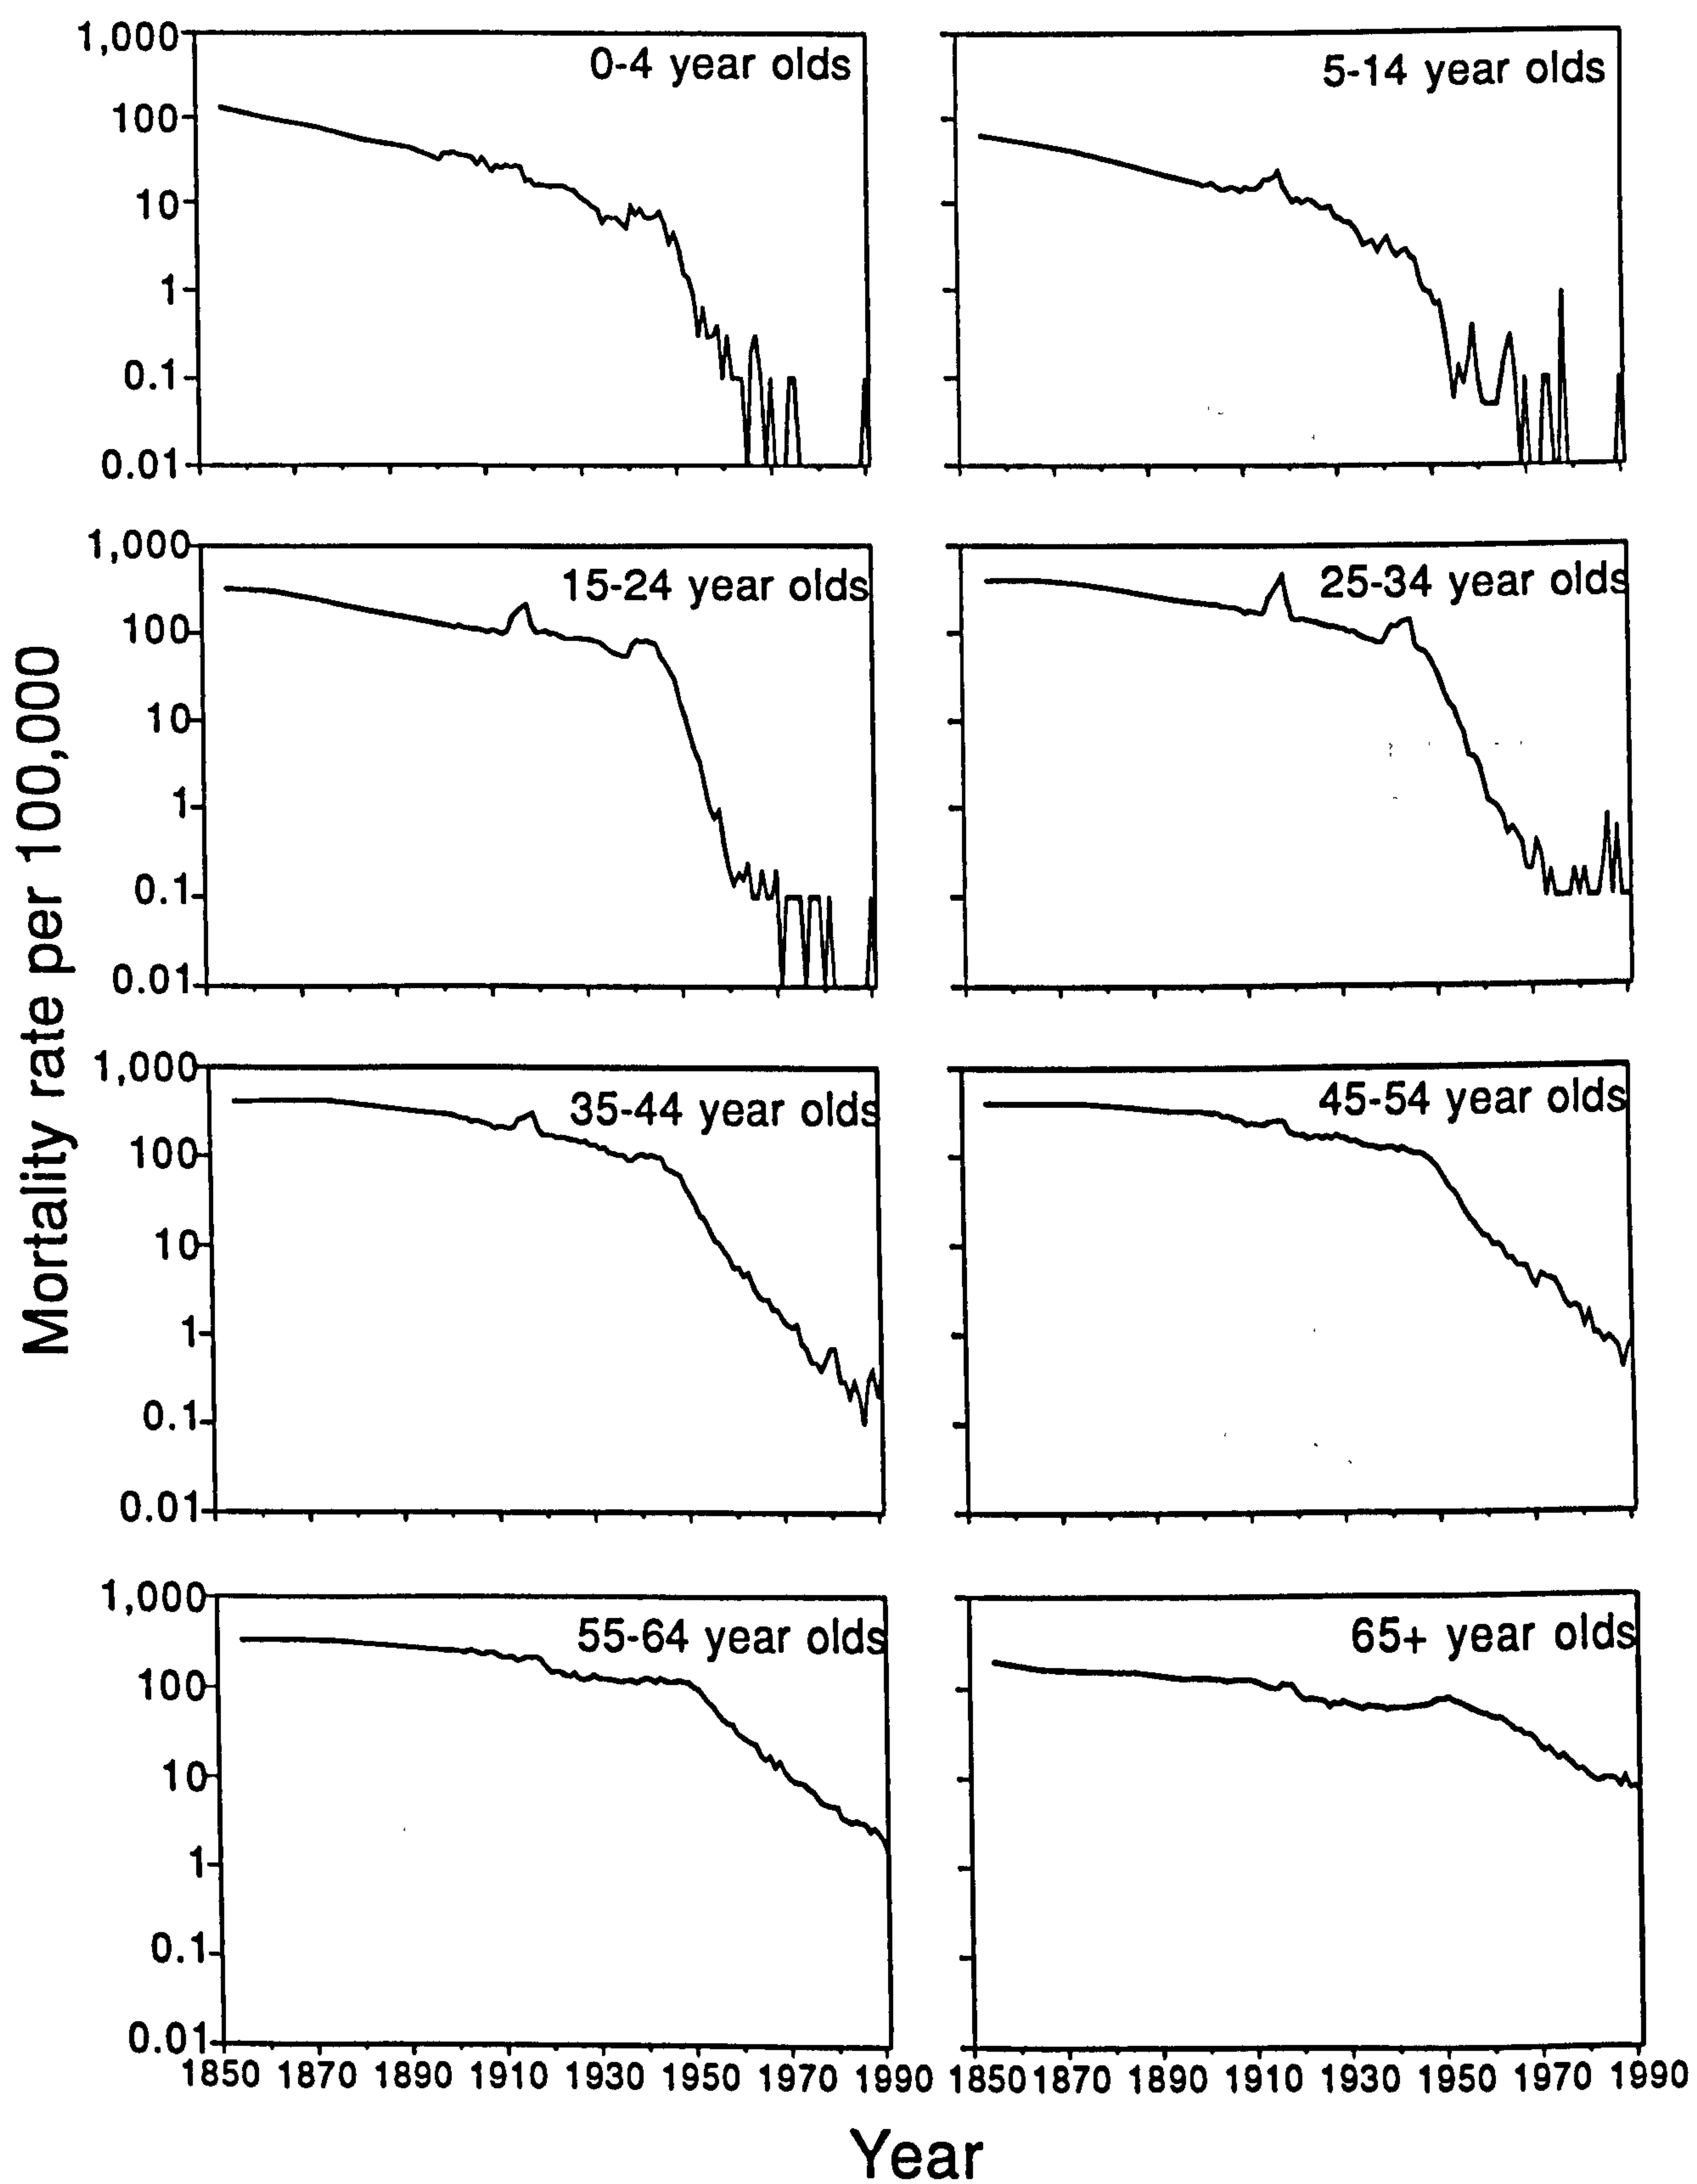 Mortality rate per 100,000
1,000
100
10
1
0.1
0.01
0-4 year olds
5-14 year olds
1,000
100
10
1
0.1
0.01
15-24 year olds
25-34 year olds
1,000
100
10
1
0.1
0.01
35-44 year olds
45-54 year olds
1,000
100
10
1
0.1
0.01
55-64 year olds
65+ year olds
1850 1870 1890 1910 1930 1950 1970 1990
1850 1870 1890 1910 1930 1950 1970 1990
Year